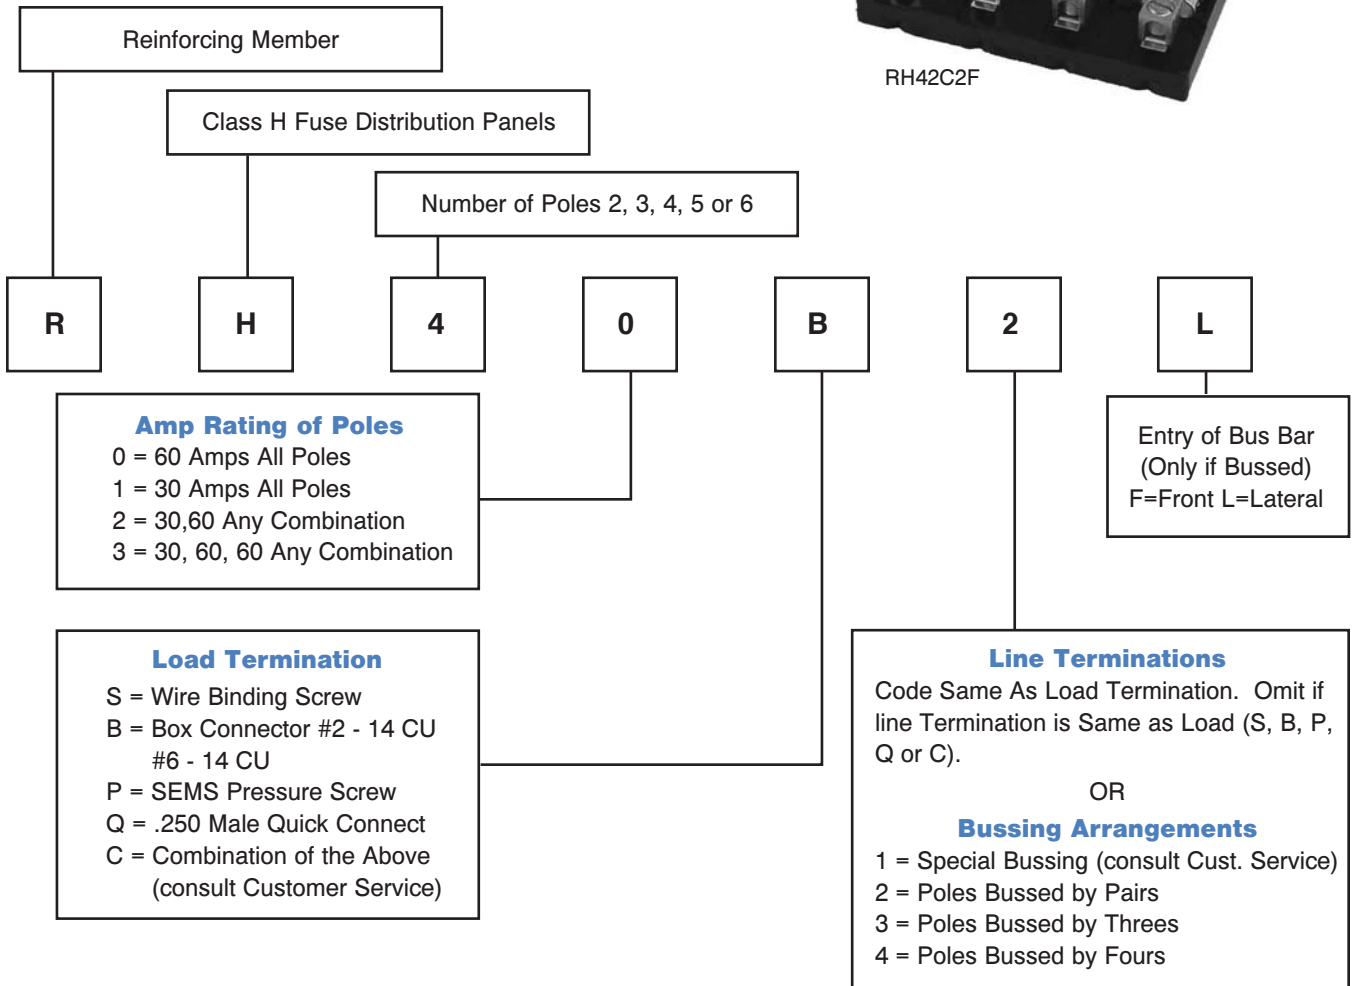 Reinforcing Member
RH42C2F
Class H Fuse Distribution Panels
Number of Poles 2, 3, 4, 5 or 6
R H 4 0 B 2 L
Amp Rating of Poles
0 = 60 Amps All Poles
1 = 30 Amps All Poles
2 = 30,60 Any Combination
3 = 30, 60, 60 Any Combination
Entry of Bus Bar
(Only if Bussed)
F=Front L=Lateral
Load Termination
S = Wire Binding Screw
B = Box Connector #2 - 14 CU
#6 - 14 CU
P = SEMS Pressure Screw
Q = .250 Male Quick Connect
C = Combination of the Above
(consult Customer Service)
Line Terminations
Code Same As Load Termination. Omit if
line Termination is Same as Load (S, B, P,
Q or C).
OR
Bussing Arrangements
1 = Special Bussing (consult Cust. Service)
2 = Poles Bussed by Pairs
3 = Poles Bussed by Threes
4 = Poles Bussed by Fours